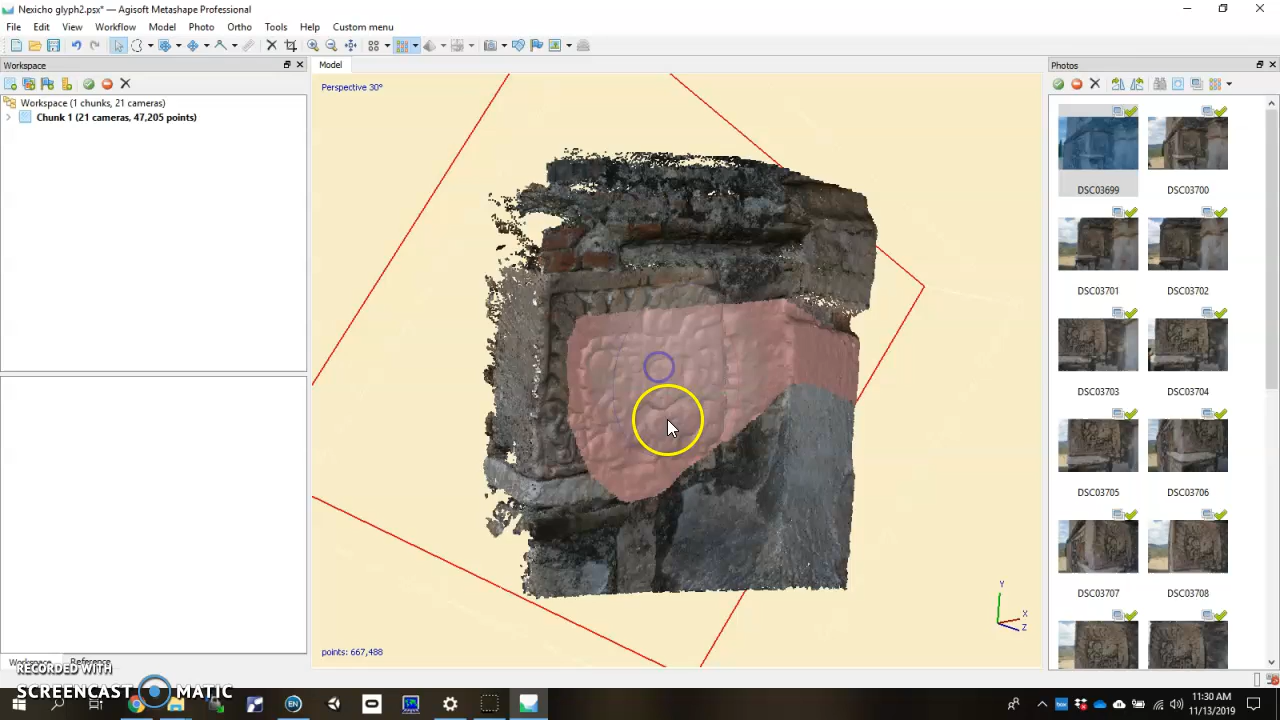 Nexicho glyph2.psx* — Agisoft Metashape Professional
File Edit View Workflow Model Photo Ortho Tools Help Custom menu
Workspace
Model
Photos
Workspace (1 chunks, 21 cameras)
Chunk 1 (21 cameras, 47,205 points)
Perspective 30°
DSC03699 DSC03700
DSC03701 DSC03702
DSC03703 DSC03704
DSC03705 DSC03706
DSC03707 DSC03708
Y
X
Z
points: 667,488
Reference
RECORDED WITH
SCREENCAST MATIC
EN
11:30 AM
11/13/2019